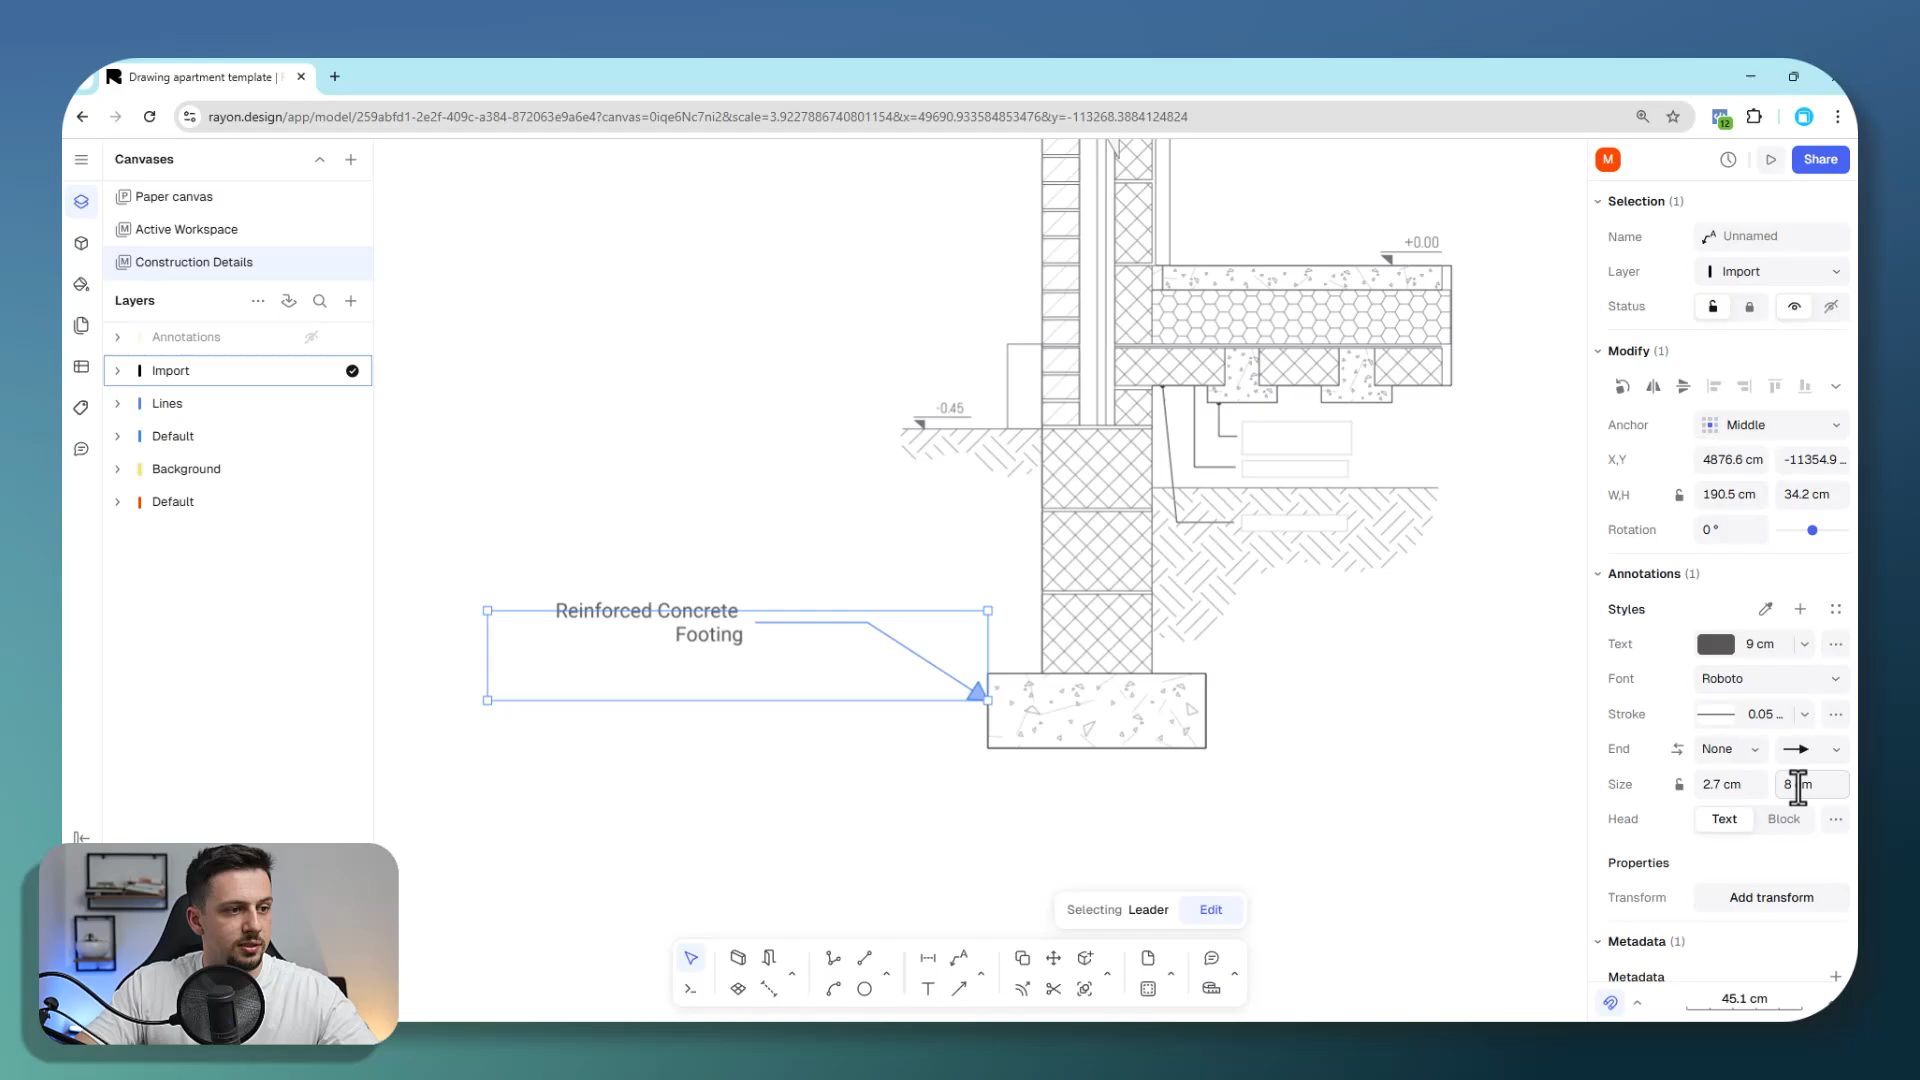 Drawing apartment template |
rayon.design/app/model/259abfd1-2e2f-409c-a384-872063e9a6e4?canvas=0iqe6Nc7ni2&scale=3.9227886740801154&x=49690.933584853476&y=-113268.3884124824
12
Canvases
Paper canvas
Active Workspace
Construction Details
Layers
Annotations
Import
Lines
Default
Background
Default
+0.00
-0.45
Reinforced Concrete
Footing
Selecting Leader Edit
M
Share
Selection (1)
Name Unnamed
Layer Import
Status
Modify (1)
Anchor Middle
X,Y 4876.6 cm -11354.9 ...
W,H 190.5 cm 34.2 cm
Rotation 0 °
Annotations (1)
Styles
Text 9 cm
Font Roboto
Stroke 0.05 ...
End None
Size 2.7 cm 8
Head Text Block
Properties
Transform Add transform
Metadata (1)
Metadata
45.1 cm